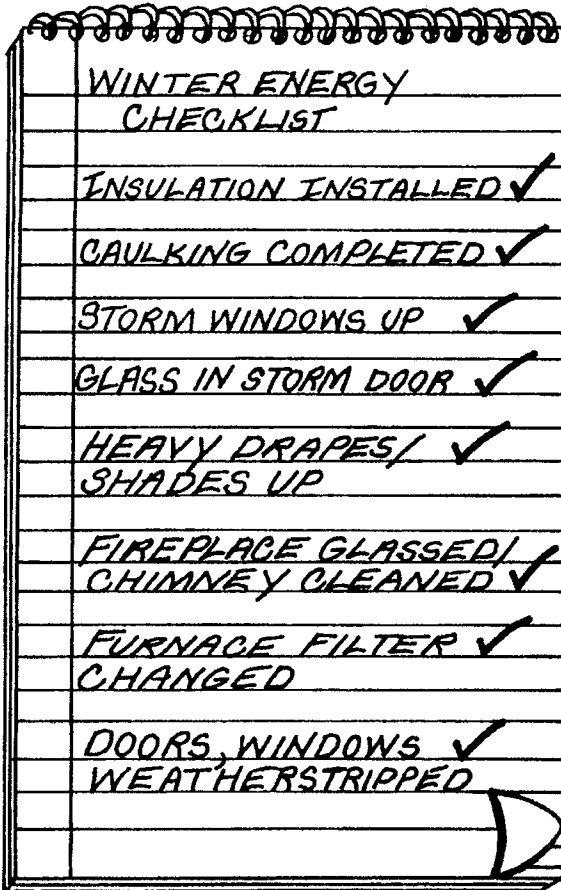 WINTER ENERGY
CHECKLIST
INSULATION INSTALLED ✓
CAULKING COMPLETED ✓
STORM WINDOWS UP ✓
GLASS IN STORM DOOR ✓
HEAVY DRAPES/ ✓
SHADES UP
FIREPLACE GLASSED/
CHIMNEY CLEANED ✓
FURNACE FILTER ✓
CHANGED
DOORS, WINDOWS ✓
WEATHERSTRIPPED